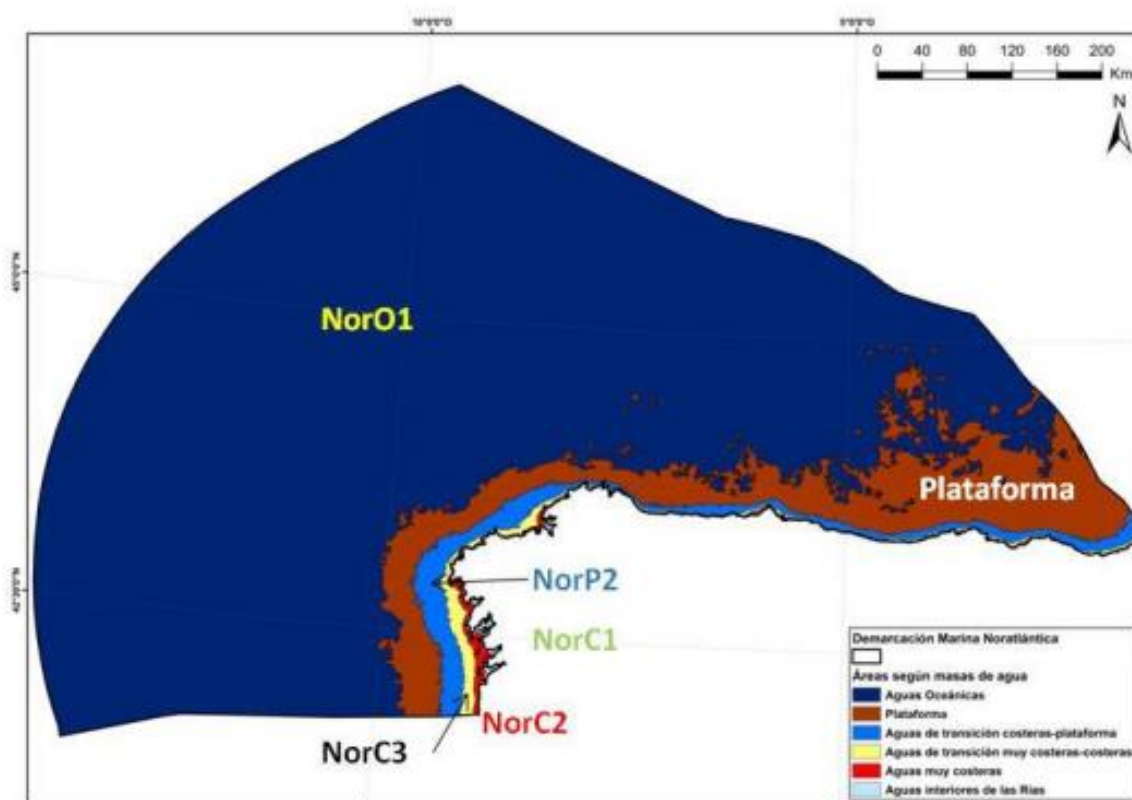 0 40 80 120 160 200
Km
N
NorO1
Plataforma
NorP2
NorC1
NorC2
NorC3
Demarcación Marina Noratlántica
Áreas según masas de agua
Aguas Oceánicas
Plataforma
Aguas de transición costeras-plataforma
Aguas de transición muy costeras-costeras
Aguas muy costeras
Aguas interiores de las Rías